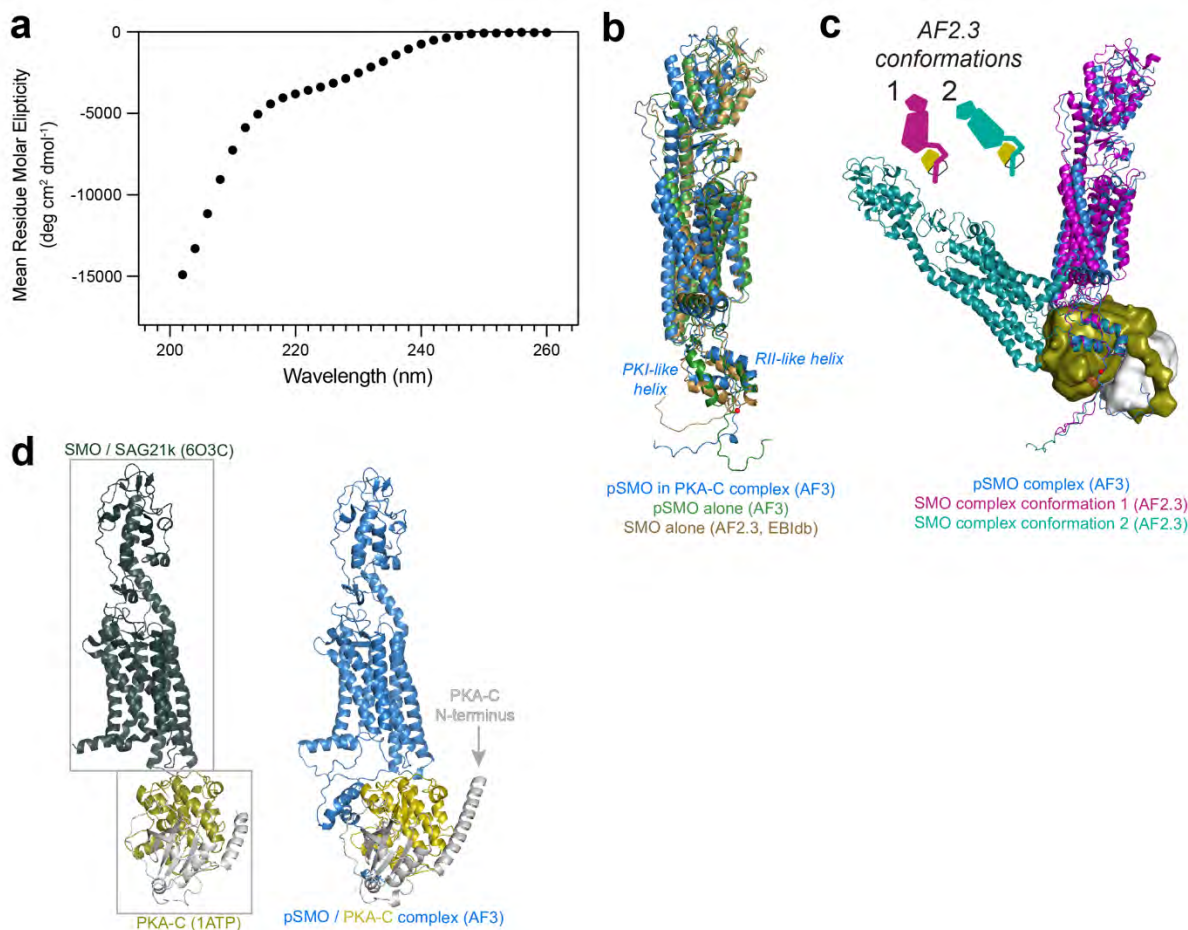 a
0
-5000
-10000
-15000
200
220
240
260
Wavelength (nm)
Mean Residue Molar Elipticity
(deg cm² dmol⁻¹)
b
PKI-like
helix
RII-like helix
pSMO in PKA-C complex (AF3)
pSMO alone (AF3)
SMO alone (AF2.3, EBIdb)
c
AF2.3
conformations
1
2
pSMO complex (AF3)
SMO complex conformation 1 (AF2.3)
SMO complex conformation 2 (AF2.3)
d
SMO / SAG21k (6O3C)
PKA-C (1ATP)
PKA-C
N-terminus
pSMO / PKA-C complex (AF3)